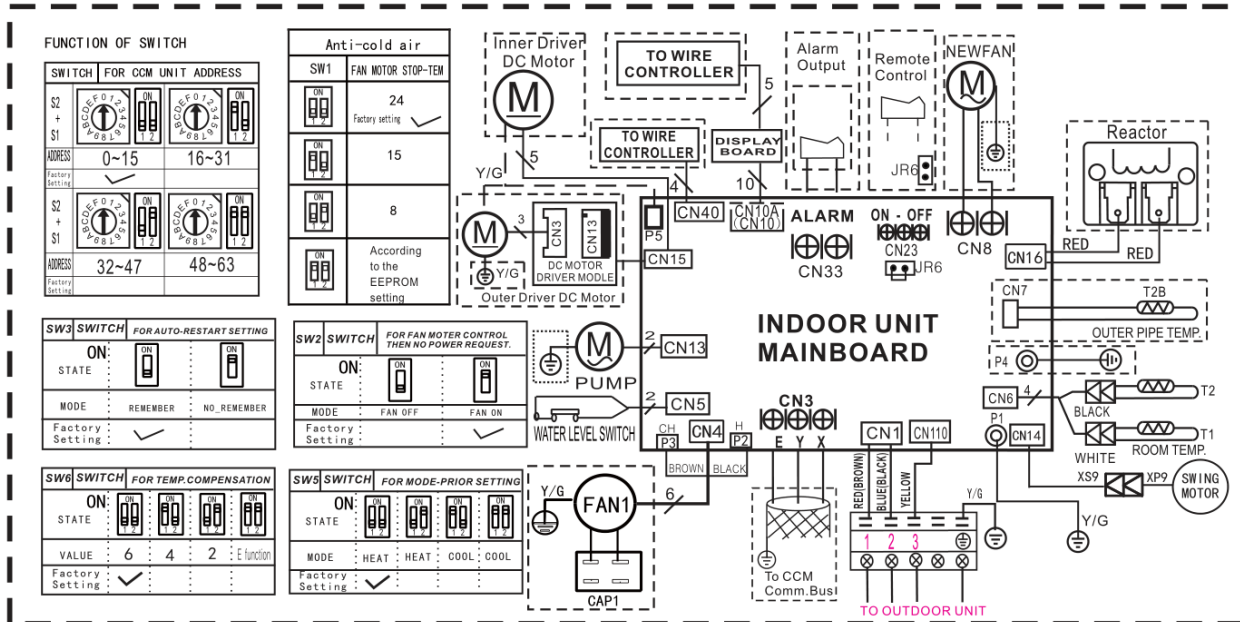 FUNCTION OF SWITCH
SWITCH FOR CCM UNIT ADDRESS
S2
+
S1
ADDRESS 0~15 16~31
Factory
Setting
S2
+
S1
ADDRESS 32~47 48~63
Factory
Setting
Anti-cold air
SW1 FAN MOTOR STOP-TEM
24
Factory setting
15
8
According
to the
EEPROM
setting
SW3 SWITCH FOR AUTO-RESTART SETTING
ON
STATE
MODE REMEMBER NO_REMEMBER
Factory
Setting
SW2 SWITCH FOR FAN MOTER CONTROL
THEN NO POWER REQUEST.
ON
STATE
MODE FAN OFF FAN ON
Factory
Setting
SW6 SWITCH FOR TEMP.COMPENSATION
ON
STATE
VALUE 6 4 2 E function
Factory
Setting
SW5 SWITCH FOR MODE-PRIOR SETTING
ON
STATE
MODE HEAT HEAT COOL COOL
Factory
Setting
Inner Driver
DC Motor
M
5
Y/G
TO WIRE
CONTROLLER
5
TO WIRE
CONTROLLER
4
DISPLAY
BOARD
10
Alarm
Output
Remote
Control
JR6
NEWFAN
M
Reactor
RED
RED
M
3
CN3
CN13
DC MOTOR
DRIVER MODLE
Y/G
Outer Driver DC Motor
P5
CN40
CN10A
(CN10)
ALARM
CN33
ON - OFF
CN23
JR6
CN8
CN15
CN16
INDOOR UNIT
MAINBOARD
CN7
T2B
OUTER PIPE TEMP.
P4
M
PUMP
2
CN13
2
CN5
WATER LEVEL SWITCH
CN6
4
BLACK
T2
WHITE
T1
ROOM TEMP.
CN3
E Y X
CH
P3
CN4
H
P2
BROWN
BLACK
CN1
CN110
P1
CN14
XS9
XP9
SWING
MOTOR
Y/G
FAN1
6
CAP1
To CCM
Comm.Bus
RED(BROWN)
BLUE(BLACK)
YELLOW
Y/G
Y/G
1 2 3
TO OUTDOOR UNIT